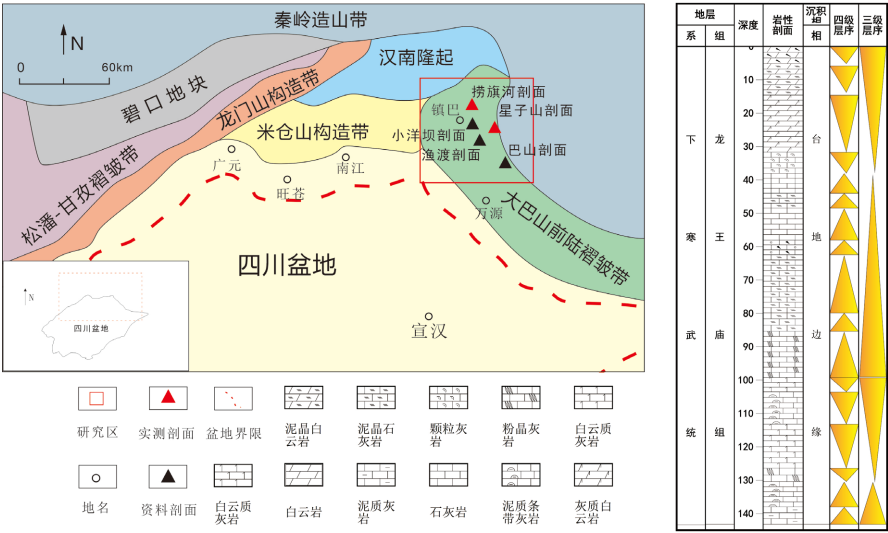 秦岭造山带
N
0 60km
汉南隆起
碧口地块
龙门山构造带
捞旗河剖面
镇巴
星子山剖面
米仓山构造带
小洋坝剖面
渔渡剖面
巴山剖面
广元
南江
旺苍
松潘-甘孜褶皱带
万源
大巴山前陆褶皱带
四川盆地
N
四川盆地
宣汉
研究区
实测剖面
盆地界限
泥晶白
云岩
泥晶石
灰岩
颗粒灰
岩
粉晶灰
岩
白云质
灰岩
地名
资料剖面
白云质
灰岩
白云岩
泥质灰
岩
石灰岩
泥质条
带灰岩
灰质白
云岩
地层
系 组
深度
岩性
剖面
沉积
相
四级
层序
三级
层序
0
10
20
30
40
50
60
70
80
90
100
110
120
130
140
下
寒
武
统
龙
王
庙
组
台
地
边
缘